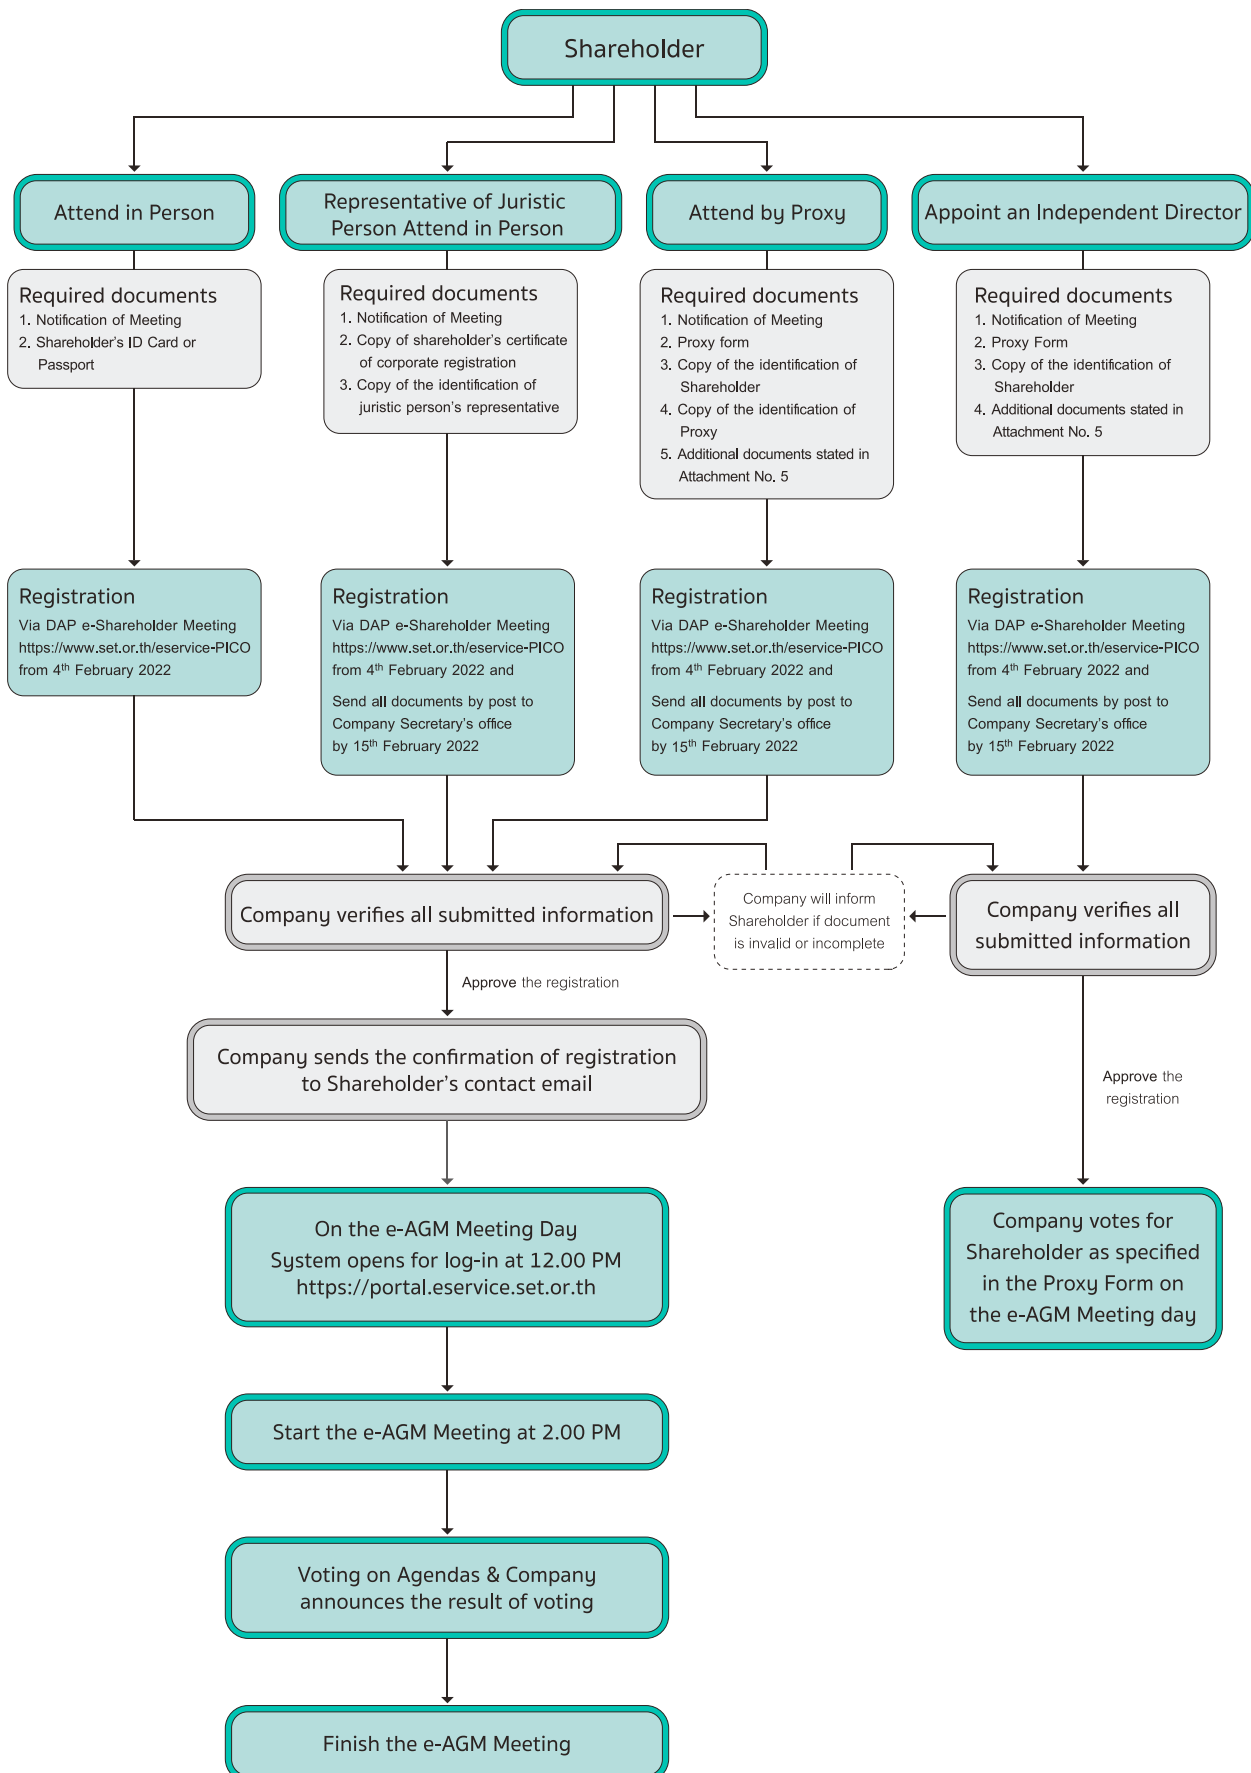 Shareholder
Attend in Person
Representative of Juristic
Person Attend in Person
Attend by Proxy
Appoint an Independent Director
Required documents
1. Notification of Meeting
2. Shareholder's ID Card or
Passport
Required documents
1. Notification of Meeting
2. Copy of shareholder's certificate
of corporate registration
3. Copy of the identification of
juristic person's representative
Required documents
1. Notification of Meeting
2. Proxy form
3. Copy of the identification of
Shareholder
4. Copy of the identification of
Proxy
5. Additional documents stated in
Attachment No. 5
Required documents
1. Notification of Meeting
2. Proxy Form
3. Copy of the identification of
Shareholder
4. Additional documents stated in
Attachment No. 5
Registration
Via DAP e-Shareholder Meeting
https://www.set.or.th/eservice-PICO
from 4th February 2022
Registration
Via DAP e-Shareholder Meeting
https://www.set.or.th/eservice-PICO
from 4th February 2022 and
Send all documents by post to
Company Secretary's office
by 15th February 2022
Registration
Via DAP e-Shareholder Meeting
https://www.set.or.th/eservice-PICO
from 4th February 2022 and
Send all documents by post to
Company Secretary's office
by 15th February 2022
Registration
Via DAP e-Shareholder Meeting
https://www.set.or.th/eservice-PICO
from 4th February 2022 and
Send all documents by post to
Company Secretary's office
by 15th February 2022
Company verifies all submitted information
Company will inform
Shareholder if document
is invalid or incomplete
Company verifies all
submitted information
Approve the registration
Company sends the confirmation of registration
to Shareholder's contact email
Approve the
registration
On the e-AGM Meeting Day
System opens for log-in at 12.00 PM
https://portal.eservice.set.or.th
Company votes for
Shareholder as specified
in the Proxy Form on
the e-AGM Meeting day
Start the e-AGM Meeting at 2.00 PM
Voting on Agendas & Company
announces the result of voting
Finish the e-AGM Meeting